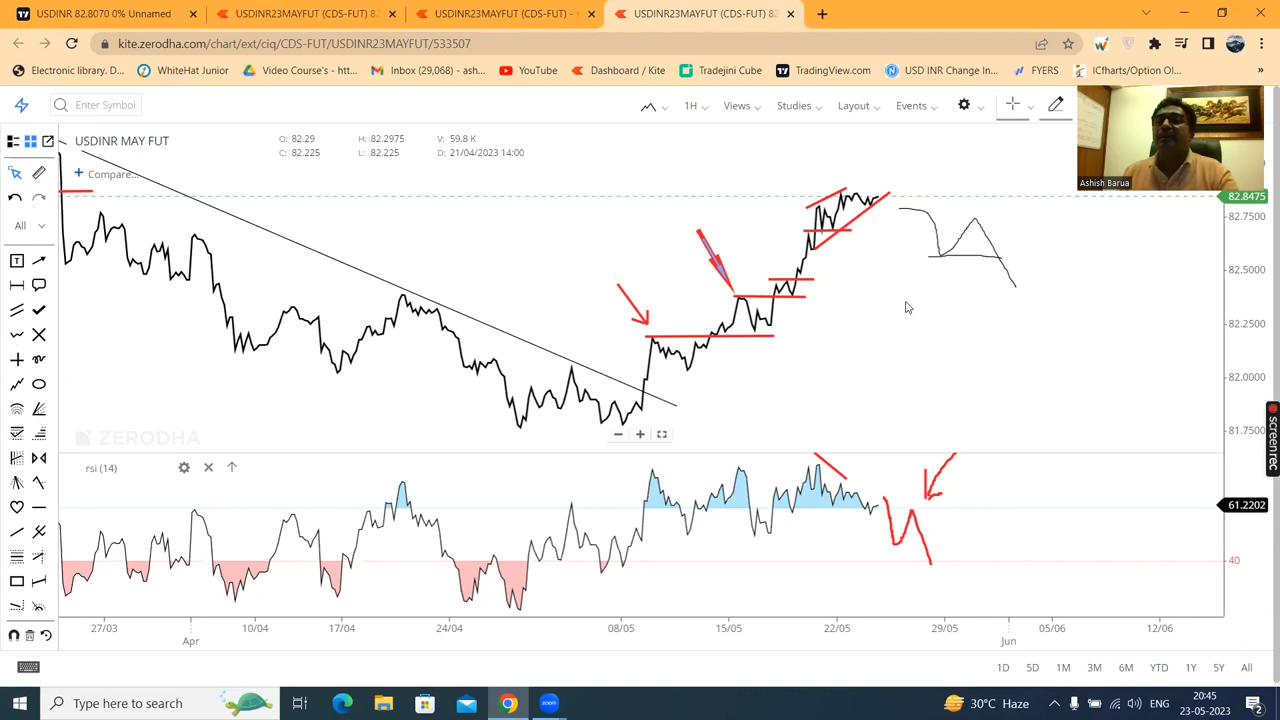 USDINR 82.8070 0% Unnamed
USDINR23MAYFUT (CDS-FUT) 82
USDINR23MAYFUT (CDS-FUT) -
USDINR23MAYFUT (CDS-FUT) 82
kite.zerodha.com/chart/ext/ciq/CDS-FUT/USDINR23MAYFUT/533507
Electronic library. D...
WhiteHat Junior
Video Course's - htt...
Inbox (29,068) - ash...
YouTube
Dashboard / Kite
Tradejini Cube
TradingView.com
USD INR Change In...
FYERS
ICfharts/Option OI...
Enter Symbol
1H
Views
Studies
Layout
Events
USDINR MAY FUT
O: 82.29
H: 82.2975
V: 59.8 K
C: 82.225
L: 82.225
D: 21/04/2023 14:00
Compare...
All
Ashish Barua
82.8475
82.7500
82.5000
82.2500
82.0000
81.7500
ZERODHA
rsi (14)
61.2202
40
screenrec
27/03
10/04
17/04
24/04
08/05
15/05
22/05
29/05
05/06
12/06
Apr
Jun
1D
5D
1M
3M
6M
YTD
1Y
5Y
All
Type here to search
zoom
30°C Haze
ENG
20:45
23-05-2023
2